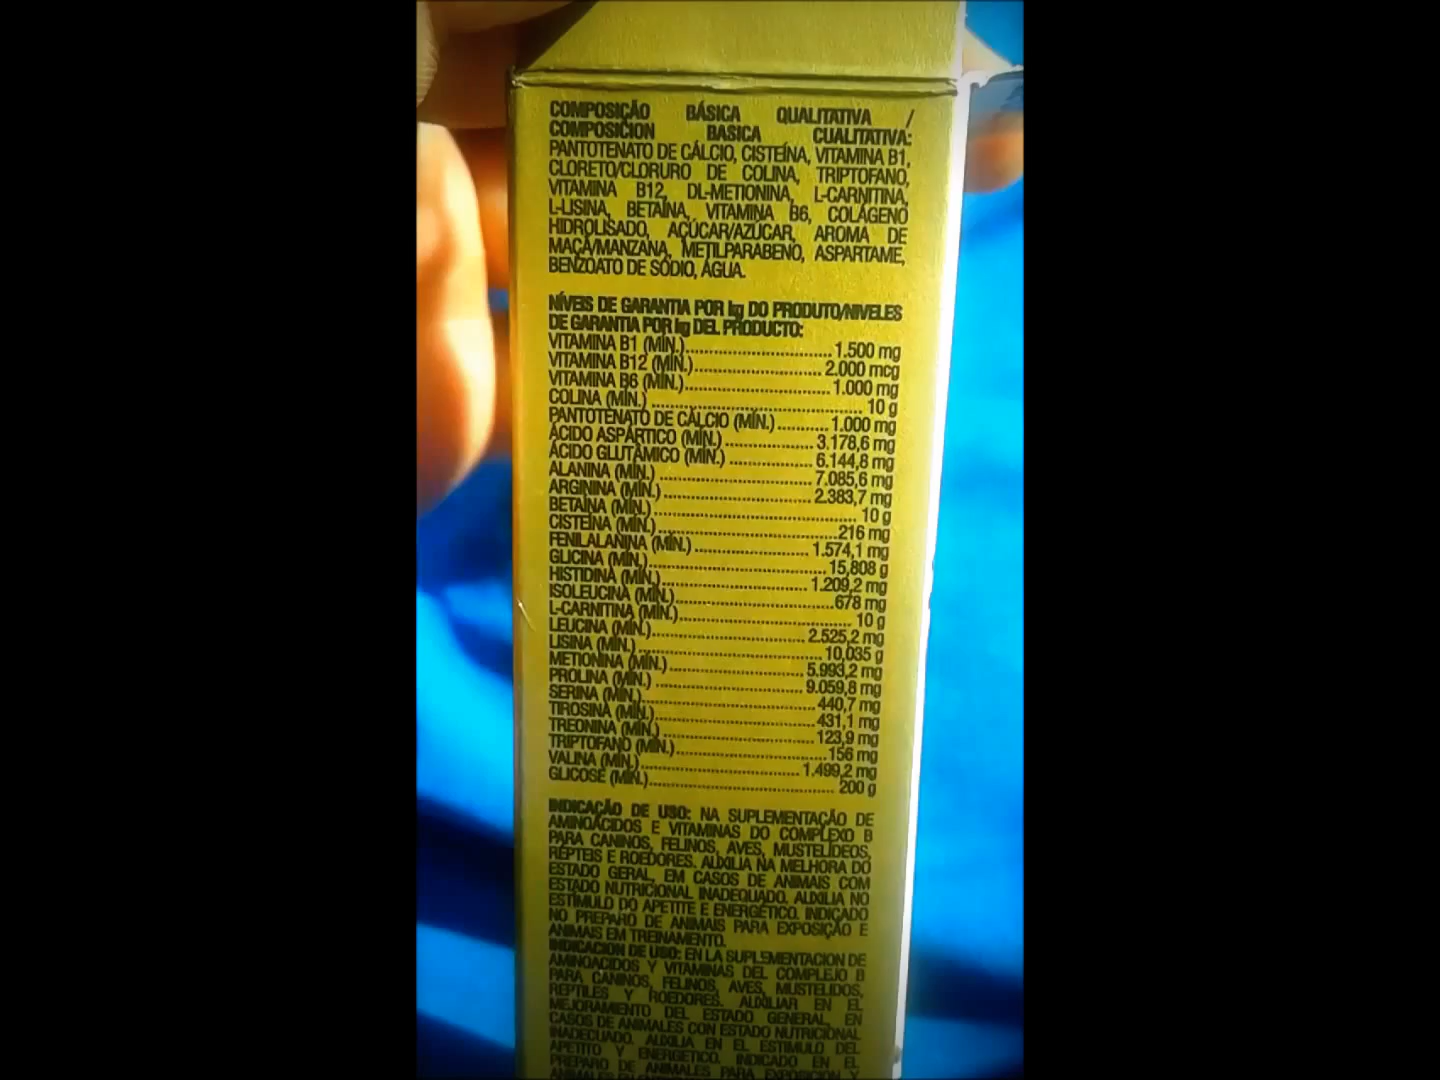 COMPOSIÇÃO BÁSICA QUALITATIVA /
COMPOSICION BASICA CUALITATIVA:
PANTOTENATO DE CÁLCIO, CISTEÍNA, VITAMINA B1,
CLORETO/CLORURO DE COLINA, TRIPTOFANO,
VITAMINA B12, DL-METIONINA, L-CARNITINA,
L-LISINA, BETAÍNA, VITAMINA B6, COLÁGENO
HIDROLISADO, AÇÚCAR/AZÚCAR, AROMA DE
MAÇÃ/MANZANA, METILPARABENO, ASPARTAME,
BENZOATO DE SÓDIO, ÁGUA.
NÍVEIS DE GARANTIA POR kg DO PRODUTO/NIVELES
DE GARANTIA POR kg DEL PRODUCTO:
VITAMINA B1 (MÍN.)..............................1.500 mg
VITAMINA B12 (MÍN.)..............................2.000 mcg
VITAMINA B6 (MÍN.)..............................1.000 mg
COLINA (MÍN.)..............................10 g
PANTOTENATO DE CÁLCIO (MÍN.)...........1.000 mg
ÁCIDO ASPÁRTICO (MÍN.)....................3.178,6 mg
ÁCIDO GLUTÂMICO (MÍN.)....................6.144,8 mg
ALANINA (MÍN.)..............................7.085,6 mg
ARGININA (MÍN.)..............................2.383,7 mg
BETAÍNA (MÍN.)..............................10 g
CISTEÍNA (MÍN.)..............................216 mg
FENILALANINA (MÍN.)..............................1.574,1 mg
GLICINA (MÍN.)..............................15,808 g
HISTIDINA (MÍN.)..............................1.209,2 mg
ISOLEUCINA (MÍN.)..............................678 mg
L-CARNITINA (MÍN.)..............................10 g
LEUCINA (MÍN.)..............................2.525,2 mg
LISINA (MÍN.)..............................10,035 g
METIONINA (MÍN.)..............................5.993,2 mg
PROLINA (MÍN.)..............................9.059,8 mg
SERINA (MÍN.)..............................440,7 mg
TIROSINA (MÍN.)..............................431,1 mg
TREONINA (MÍN.)..............................123,9 mg
TRIPTOFANO (MÍN.)..............................156 mg
VALINA (MÍN.)..............................1.499,2 mg
GLICOSE (MÍN.)..............................200 g
INDICAÇÃO DE USO: NA SUPLEMENTAÇÃO DE
AMINOÁCIDOS E VITAMINAS DO COMPLEXO B
PARA CANINOS, FELINOS, AVES, MUSTELÍDEOS,
RÉPTEIS E ROEDORES. AUXILIA NA MELHORA DO
ESTADO GERAL, EM CASOS DE ANIMAIS COM
ESTADO NUTRICIONAL INADEQUADO. AUXILIA NO
ESTÍMULO DO APETITE E ENERGÉTICO. INDICADO
NO PREPARO DE ANIMAIS PARA EXPOSIÇÃO E
ANIMAIS EM TREINAMENTO.
INDICACION DE USO: EN LA SUPLEMENTACION DE
AMINOACIDOS Y VITAMINAS DEL COMPLEJO B
PARA CANINOS, FELINOS, AVES, MUSTELIDOS,
REPTILES Y ROEDORES. AUXILIAR EN EL
MEJORAMIENTO DEL ESTADO GENERAL, EN
CASOS DE ANIMALES CON ESTADO NUTRICIONAL
INADECUADO. AUXILIA EN EL ESTIMULO DEL
APETITO Y ENERGETICO. INDICADO EN EL
PREPARO DE ANIMALES PARA EXPOSICION Y
ANIMALES EN